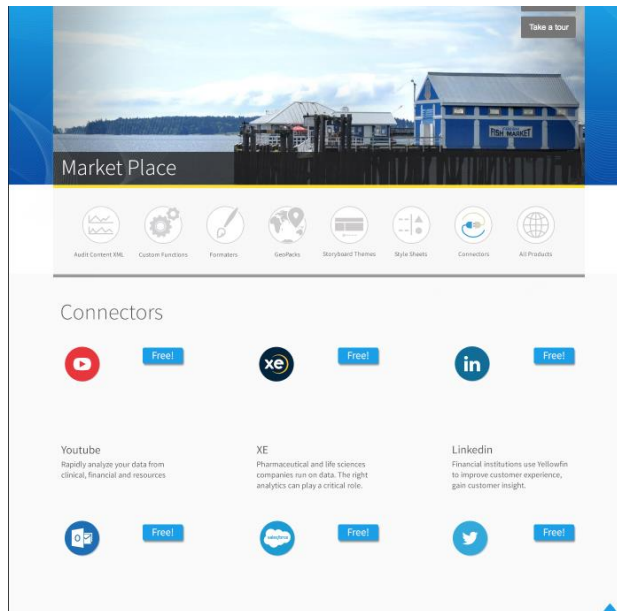 Take a tour
FISH MARKET
Market Place
Audit Content XML
Custom Functions
Formaters
GeoPacks
Storyboard Themes
Style Sheets
Connectors
All Products
Connectors
Free!
xe
Free!
in
Free!
Youtube
XE
Linkedin
Rapidly analyze your data from
clinical, financial and resources
Pharmaceutical and life sciences
companies run on data. The right
analytics can play a critical role.
Financial institutions use Yellowfin
to improve customer experience,
gain customer insight.
o
Free!
salesforce
Free!
Free!